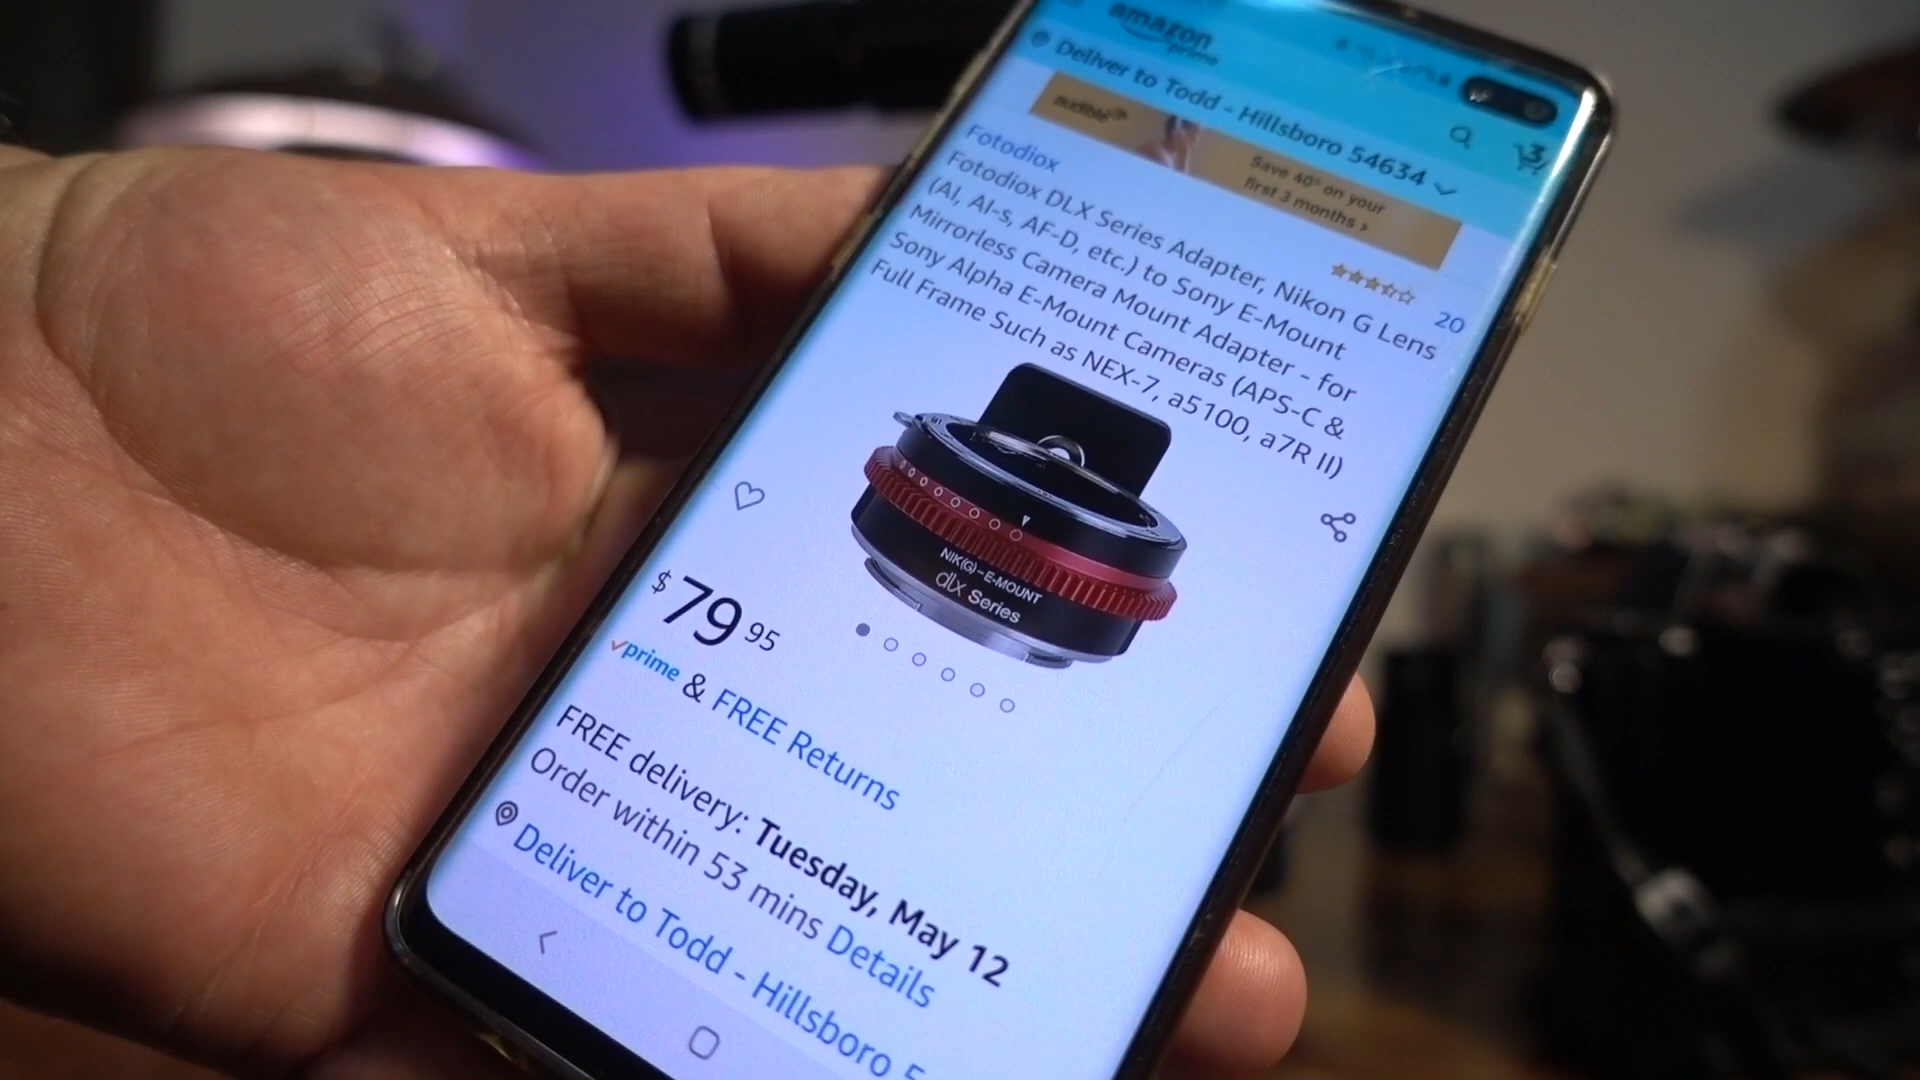 amazon
prime
3
Deliver to Todd - Hillsboro 54634
audible
Save 40% on your
first 3 months ›
Fotodiox
20
Fotodiox DLX Series Adapter, Nikon G Lens
(AI, AI-s, AF-D, etc.) to Sony E-Mount
Mirrorless Camera Mount Adapter - for
Sony Alpha E-Mount Cameras (APS-C &
Full Frame Such as NEX-7, a5100, a7R II)
NIK(G)-E-MOUNT
dlx Series
$79 95
prime & FREE Returns
FREE delivery: Tuesday, May 12
Order within 53 mins Details
Deliver to Todd - Hillsboro 5